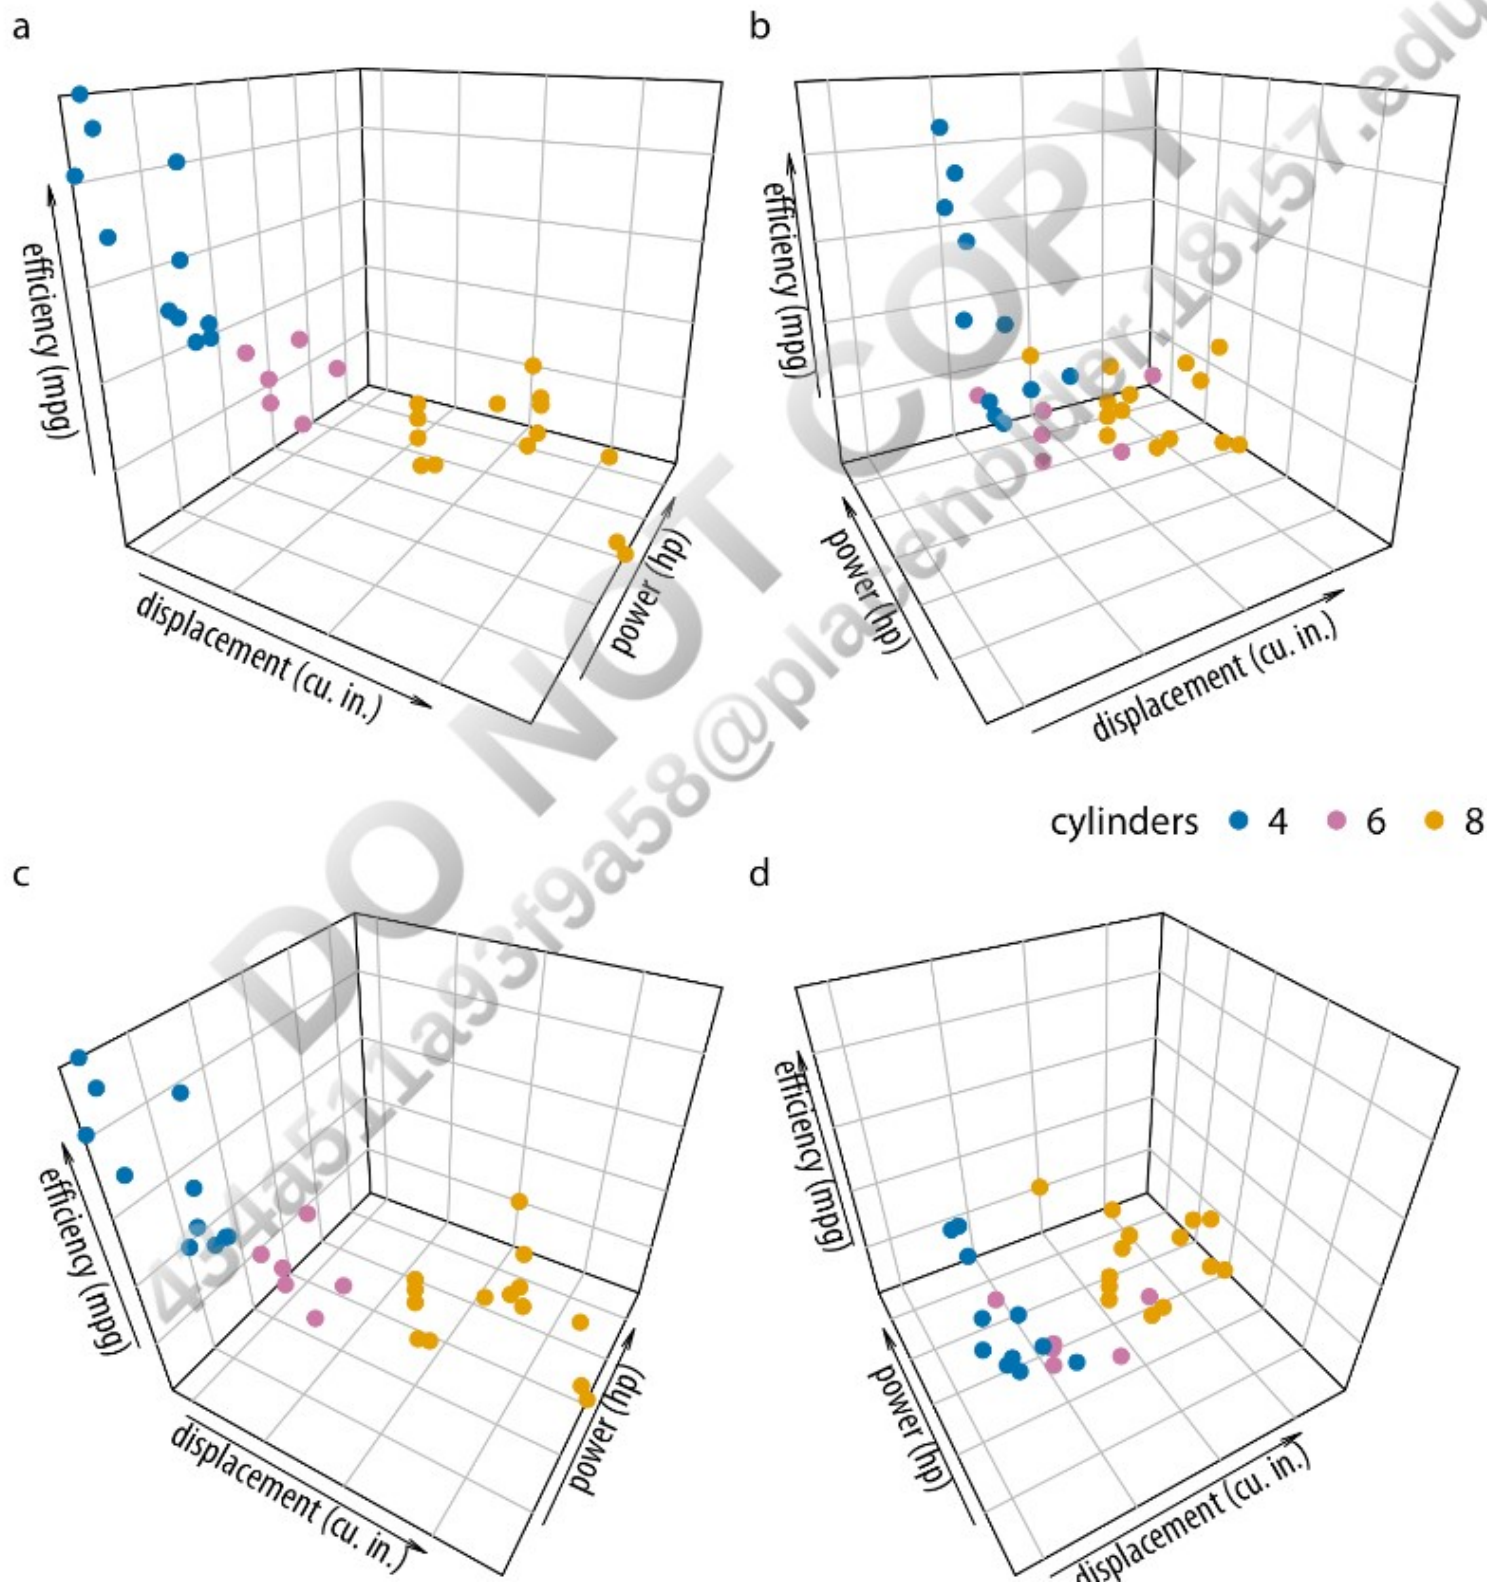 a
b
efficiency (mpg)
displacement (cu. in.)
power (hp)
efficiency (mpg)
power (hp)
displacement (cu. in.)
cylinders 4 6 8
c
d
efficiency (mpg)
displacement (cu. in.)
power (hp)
efficiency (mpg)
power (hp)
displacement (cu. in.)
DO NOT COPY
454a511a93f9a58@placeholder.18157.edu